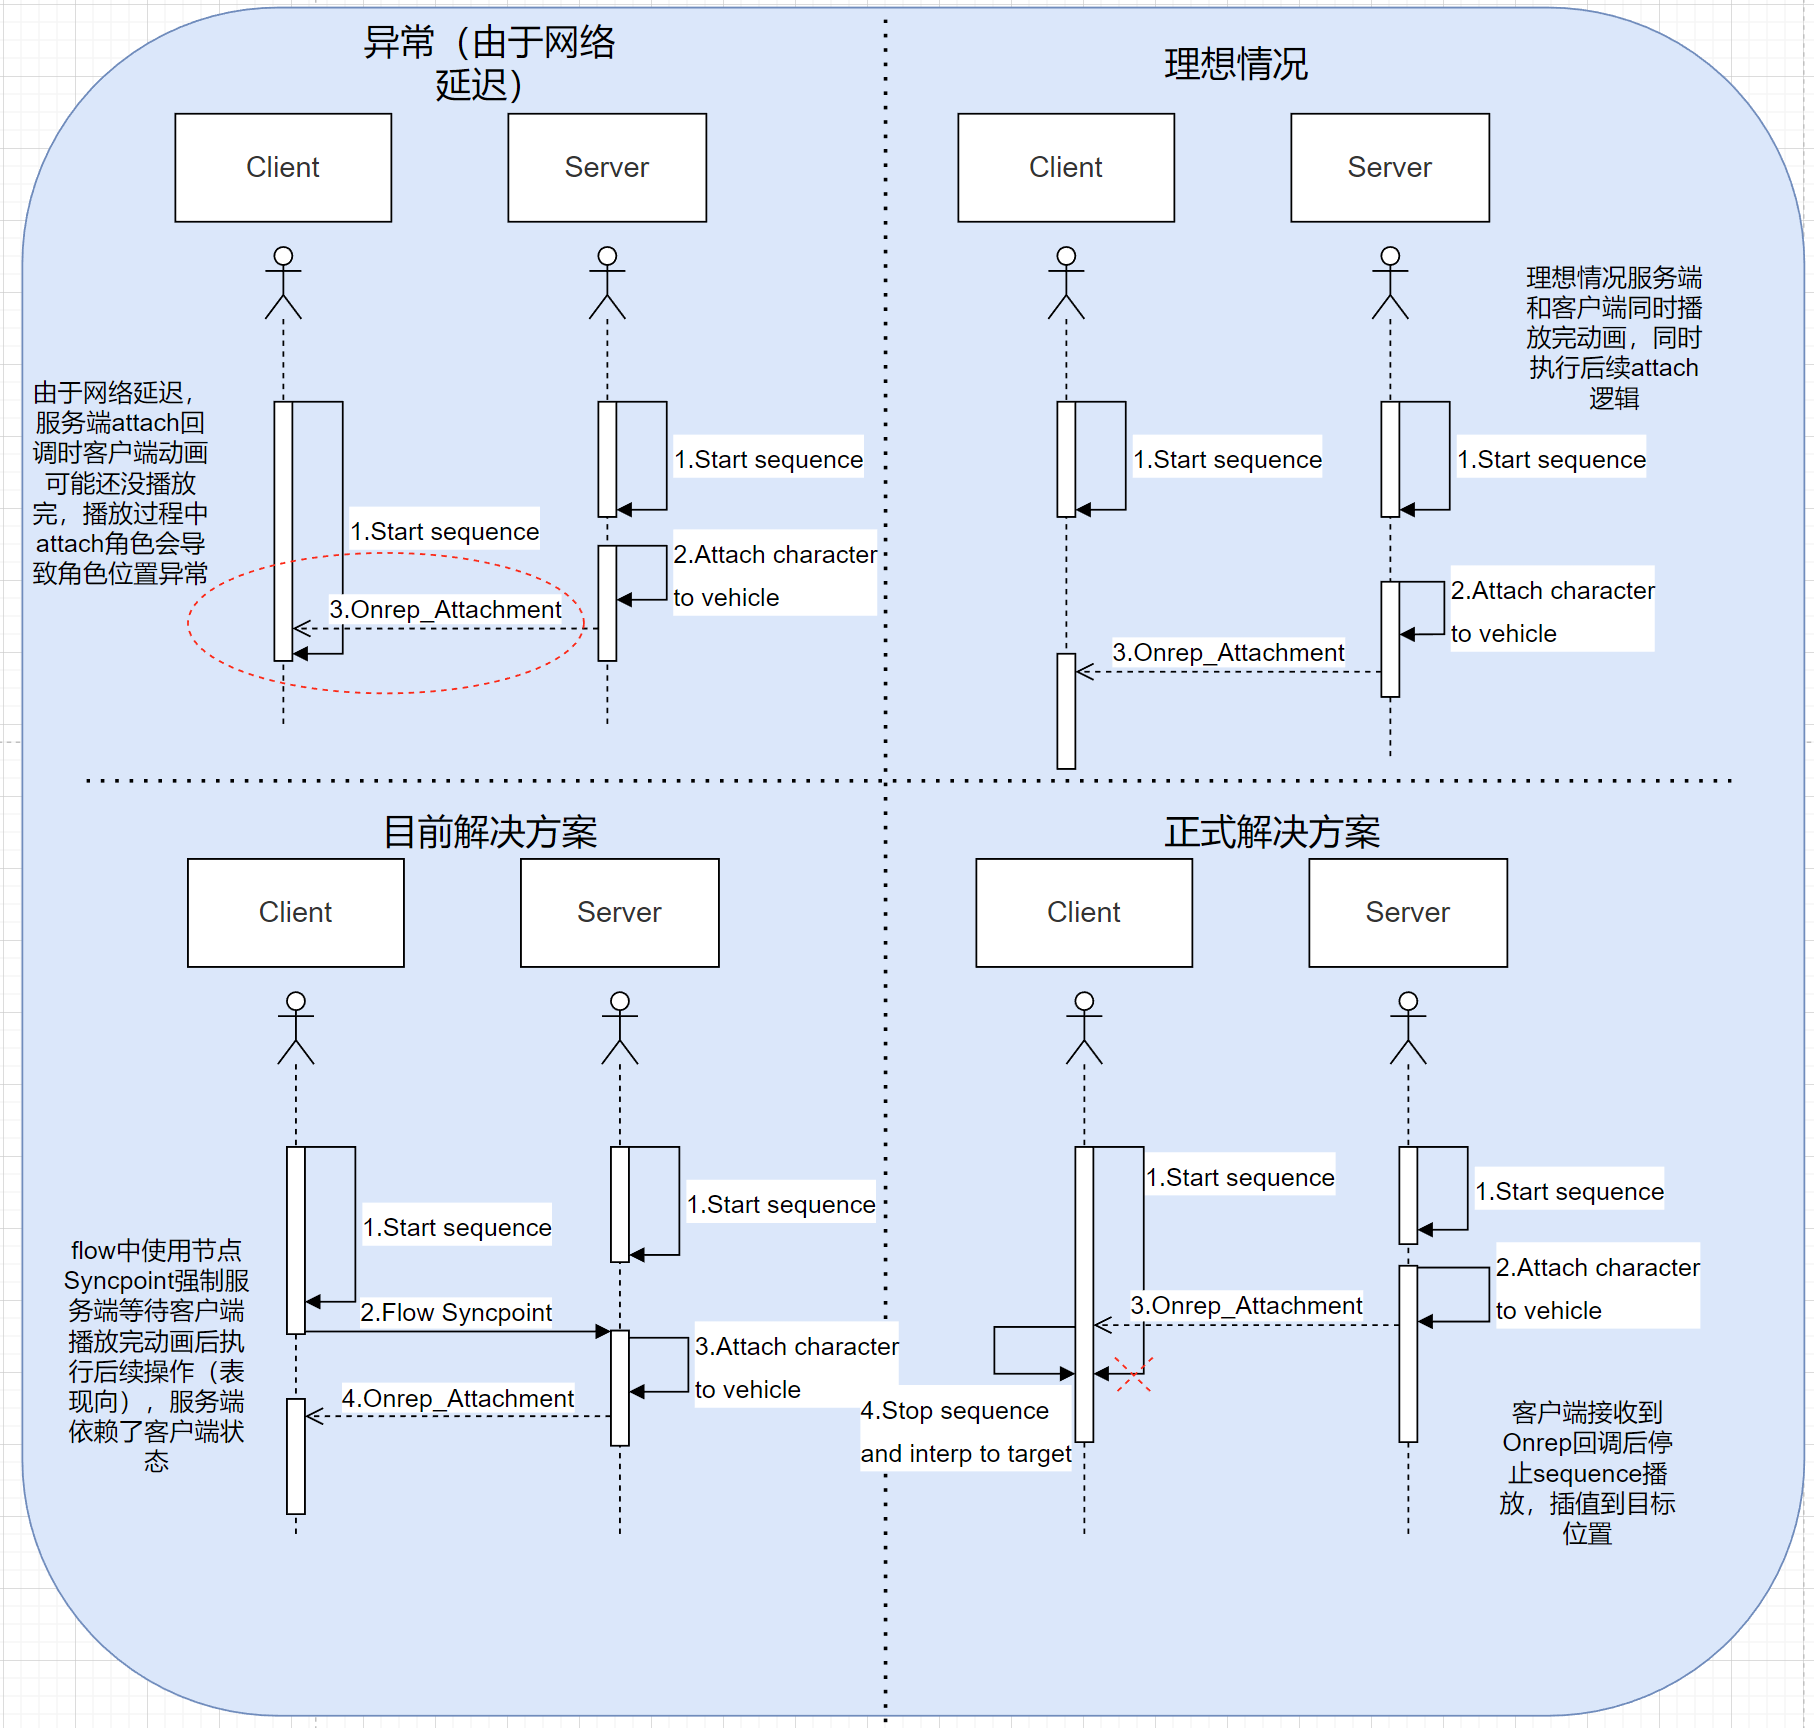 异常（由于网络
延迟）
Client
Server
由于网络延迟，
服务端attach回
调时客户端动画
可能还没播放
完，播放过程中
attach角色会导
致角色位置异常
1.Start sequence
1.Start sequence
2.Attach character
to vehicle
3.Onrep_Attachment
理想情况
Client
Server
理想情况服务端
和客户端同时播
放完动画，同时
执行后续attach
逻辑
1.Start sequence
1.Start sequence
2.Attach character
to vehicle
3.Onrep_Attachment
目前解决方案
Client
Server
flow中使用节点
Syncpoint强制服
务端等待客户端
播放完动画后执
行后续操作（表
现向），服务端
依赖了客户端状
态
1.Start sequence
1.Start sequence
2.Flow Syncpoint
3.Attach character
to vehicle
4.Onrep_Attachment
正式解决方案
Client
Server
1.Start sequence
1.Start sequence
2.Attach character
to vehicle
3.Onrep_Attachment
4.Stop sequence
and interp to target
客户端接收到
Onrep回调后停
止sequence播
放，插值到目标
位置